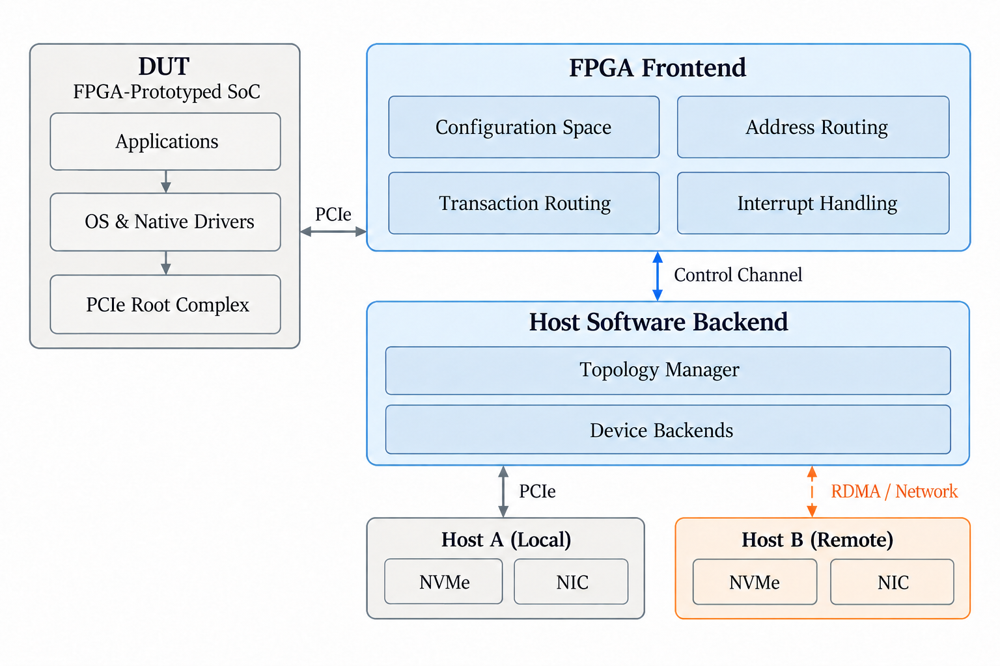 DUT
FPGA-Prototyped SoC
Applications
OS & Native Drivers
PCIe Root Complex
PCIe
FPGA Frontend
Configuration Space
Address Routing
Transaction Routing
Interrupt Handling
Control Channel
Host Software Backend
Topology Manager
Device Backends
PCIe
RDMA / Network
Host A (Local)
NVMe
NIC
Host B (Remote)
NVMe
NIC